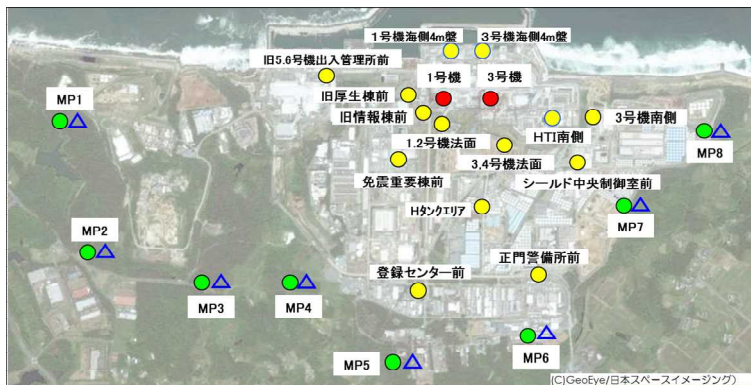 1号機海側4m盤
3号機海側4m盤
旧5.6号機出入管理所前
1号機
3号機
MP1
旧厚生棟前
旧情報棟前
3号機南側
HTI南側
1.2号機法面
MP8
3.4号機法面
免震重要棟前
シールド中央制御室前
Hタンクエリア
MP7
MP2
正門警備所前
登録センター前
MP3
MP4
MP5
MP6
(C)GeoEye/日本スペースイメージング)